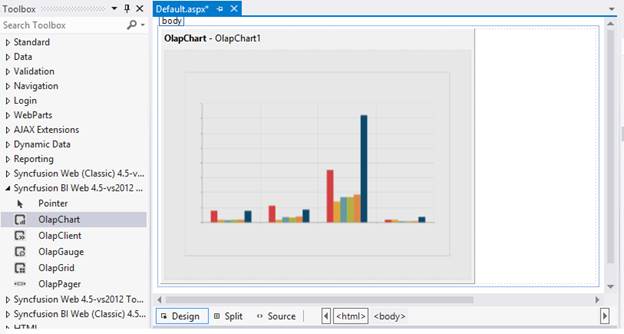 Toolbox
Search Toolbox
Standard
Data
Validation
Navigation
Login
WebParts
AJAX Extensions
Dynamic Data
Reporting
Syncfusion Web (Classic) 4.5-v...
Syncfusion BI Web 4.5-vs2012 ...
Pointer
OlapChart
OlapClient
OlapGauge
OlapGrid
OlapPager
Syncfusion Web 4.5-vs2012 To...
Syncfusion BI Web (Classic) 4.5...
HTML
Default.aspx*
body
OlapChart - OlapChart1
Design
Split
Source
<html>
<body>